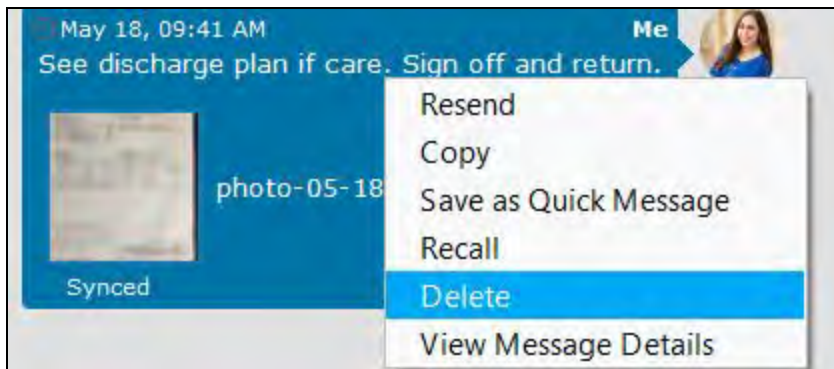 May 18, 09:41 AM Me
See discharge plan if care. Sign off and return.
photo-05-18
Synced
Resend
Copy
Save as Quick Message
Recall
Delete
View Message Details